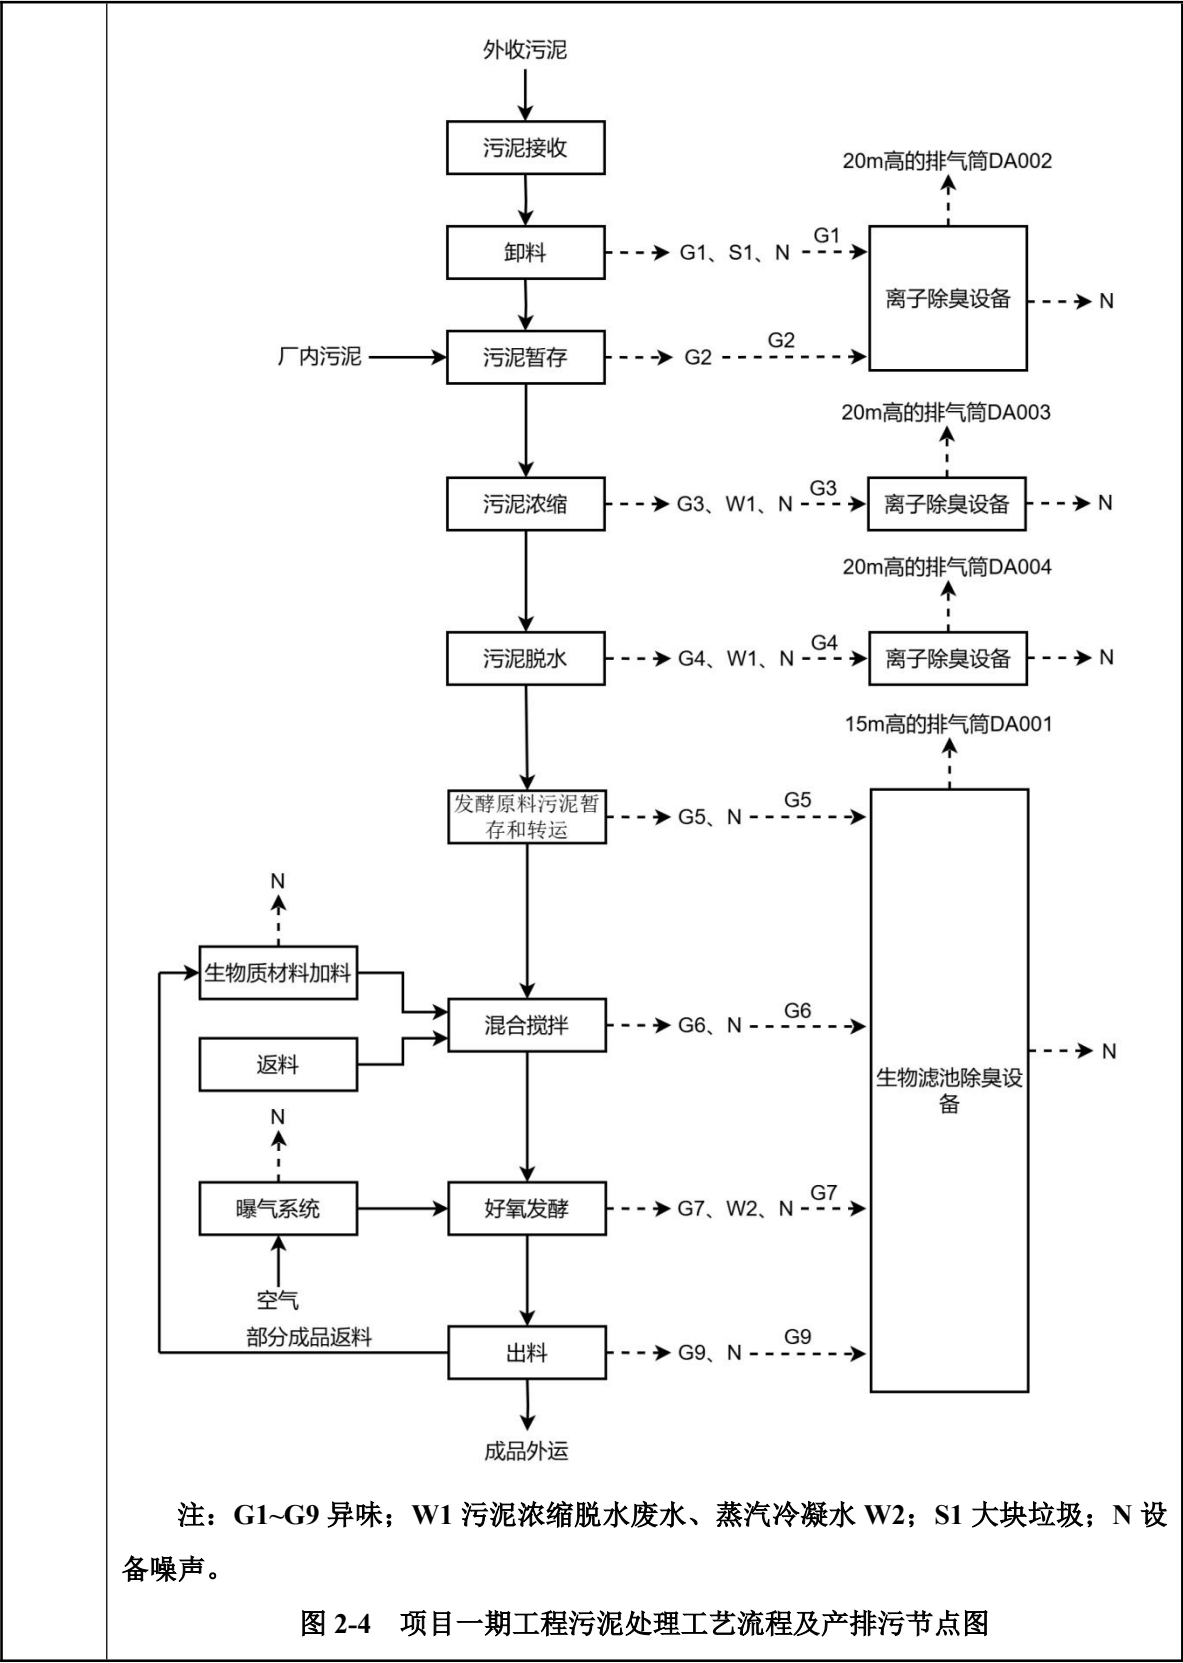 外收污泥
污泥接收
20m高的排气筒DA002
卸料
G1、S1、N
G1
离子除臭设备
N
厂内污泥
污泥暂存
G2
G2
20m高的排气筒DA003
污泥浓缩
G3、W1、N
G3
离子除臭设备
N
20m高的排气筒DA004
污泥脱水
G4、W1、N
G4
离子除臭设备
N
15m高的排气筒DA001
发酵原料污泥暂
存和转运
G5、N
G5
N
生物质材料加料
混合搅拌
G6、N
G6
返料
生物滤池除臭设
备
N
N
曝气系统
好氧发酵
G7、W2、N
G7
空气
部分成品返料
出料
G9、N
G9
成品外运
注：G1~G9 异味；W1 污泥浓缩脱水废水、蒸汽冷凝水 W2；S1 大块垃圾；N 设
备噪声。
图 2-4 项目一期工程污泥处理工艺流程及产排污节点图